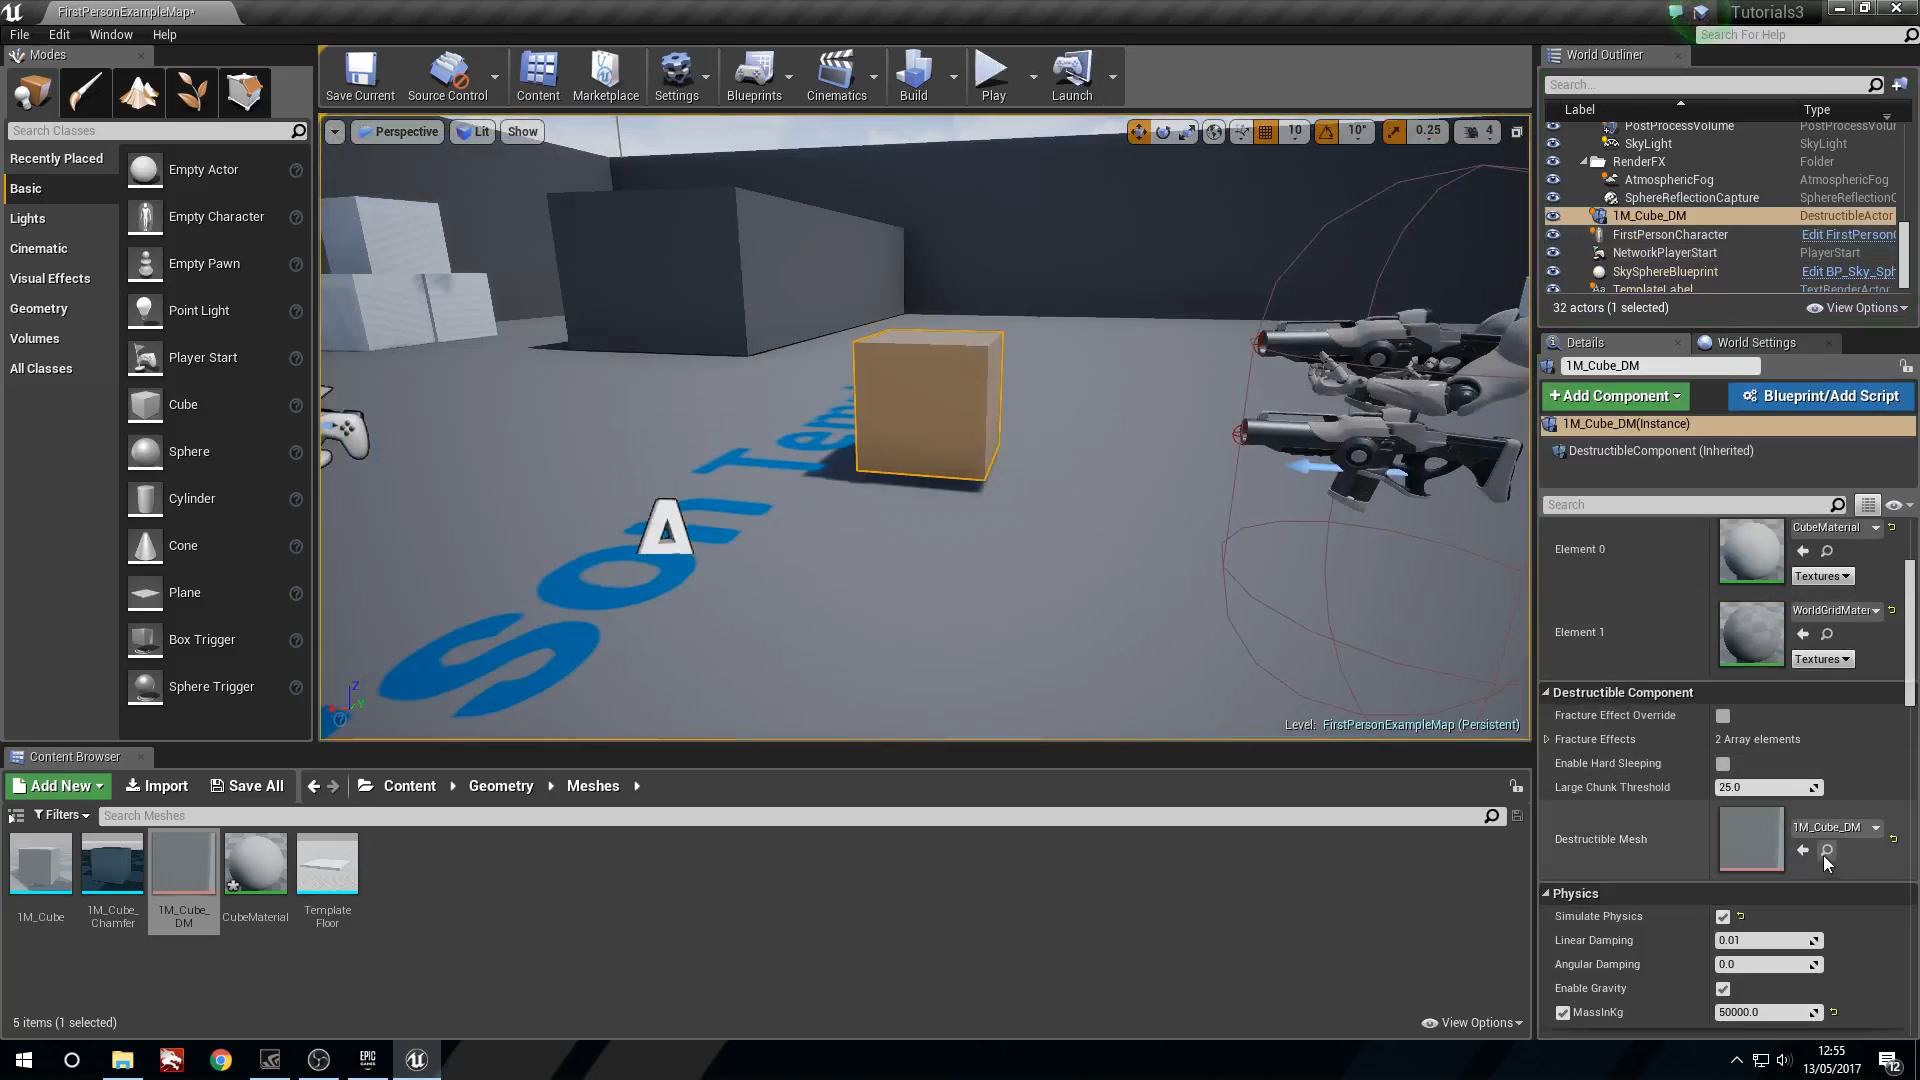 FirstPersonExampleMap*
Tutorials3
File
Edit
Window
Help
Search For Help
Modes
Search Classes
Recently Placed
Basic
Lights
Cinematic
Visual Effects
Geometry
Volumes
All Classes
Empty Actor
Empty Character
Empty Pawn
Point Light
Player Start
Cube
Sphere
Cylinder
Cone
Plane
Box Trigger
Sphere Trigger
Save Current
Source Control
Content
Marketplace
Settings
Blueprints
Cinematics
Build
Play
Launch
Perspective
Lit
Show
10
10°
0.25
4
Level: FirstPersonExampleMap (Persistent)
World Outliner
Search...
Label
Type
PostProcessVolume
PostProcessVolur
SkyLight
SkyLight
RenderFX
Folder
AtmosphericFog
AtmosphericFog
SphereReflectionCapture
SphereReflectionC
1M_Cube_DM
DestructibleActor
FirstPersonCharacter
Edit FirstPerson
NetworkPlayerStart
PlayerStart
SkySphereBlueprint
Edit BP_Sky_Sph
TemplateLabel
TextRenderActor
32 actors (1 selected)
View Options
Details
World Settings
1M_Cube_DM
+Add Component
Blueprint/Add Script
1M_Cube_DM(Instance)
DestructibleComponent (Inherited)
Search
Element 0
CubeMaterial
Textures
Element 1
WorldGridMater
Textures
Destructible Component
Fracture Effect Override
Fracture Effects
2 Array elements
Enable Hard Sleeping
Large Chunk Threshold
25.0
Destructible Mesh
1M_Cube_DM
Physics
Simulate Physics
Linear Damping
0.01
Angular Damping
0.0
Enable Gravity
MassInKg
50000.0
Content Browser
Add New
Import
Save All
Content
Geometry
Meshes
Filters
Search Meshes
1M_Cube
1M_Cube_
Chamfer
1M_Cube_
DM
CubeMaterial
Template
Floor
5 items (1 selected)
View Options
EPIC
GAMES
12:55
13/05/2017
12